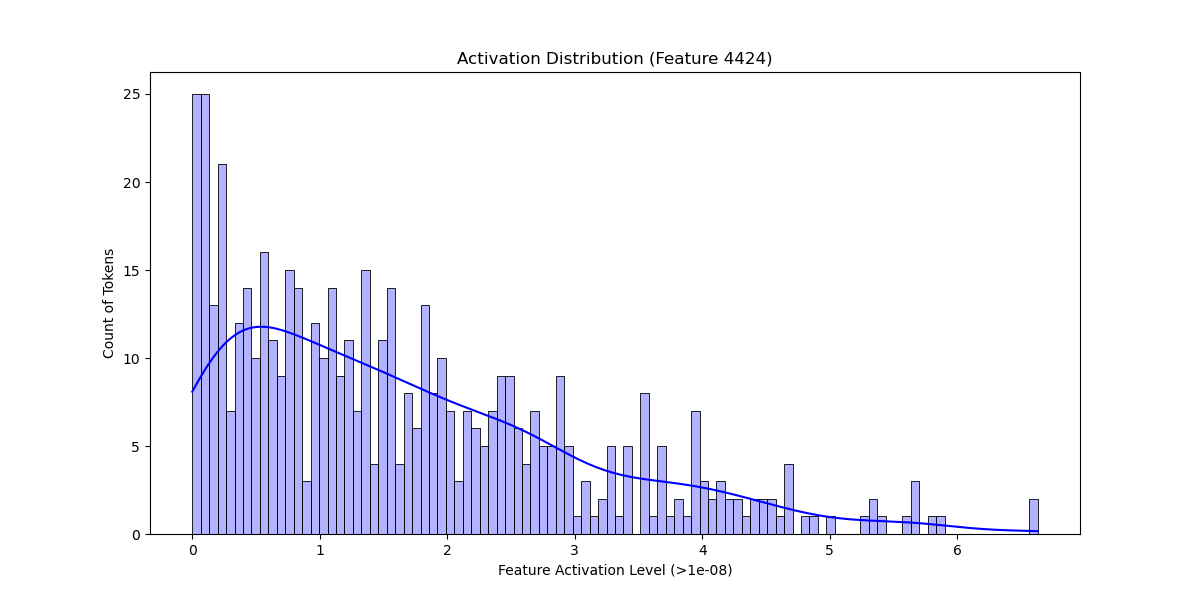 Activation Distribution (Feature 4424)
Count of Tokens
25
20
15
10
5
0
0 1 2 3 4 5 6
Feature Activation Level (>1e-08)